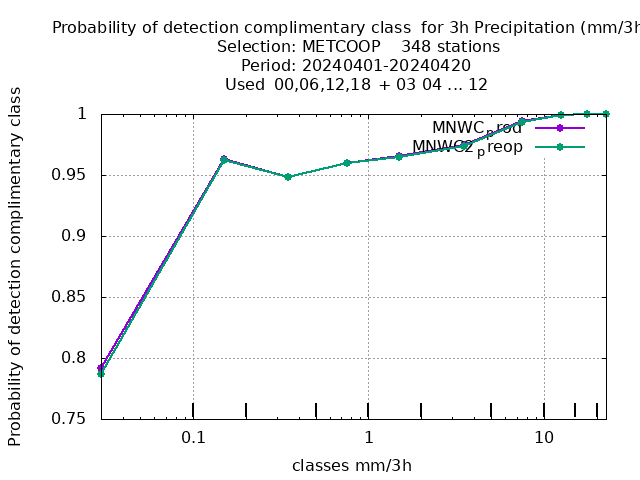 Probability of detection complimentary class for 3h Precipitation (mm/3h
Selection: METCOOP 348 stations
Period: 20240401-20240420
Used 00,06,12,18 + 03 04 ... 12
Probability of detection complimentary class
1
0.95
0.9
0.85
0.8
0.75
MNWC_prod
MNWC2_preop
0.1
1
10
classes mm/3h